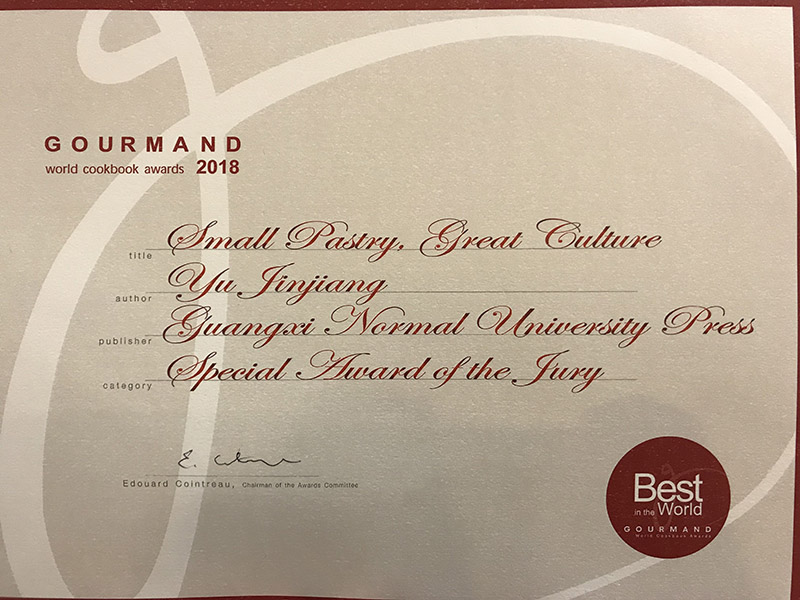 GOURMAND
world cookbook awards 2018
title Small Pastry, Great Culture
author Yu Jinjiang
publisher Guangxi Normal University Press
category Special Award of the Jury
Edouard Cointreau, Chairman of the Awards Committee
Best
in the World
GOURMAND
World Cookbook Awards